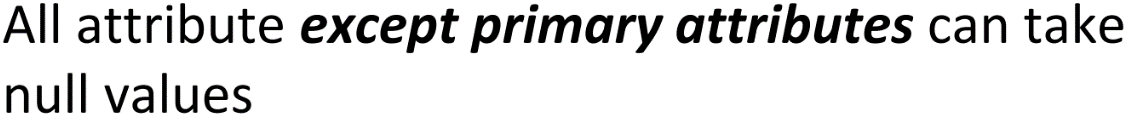 All attribute except primary attributes can take
null values